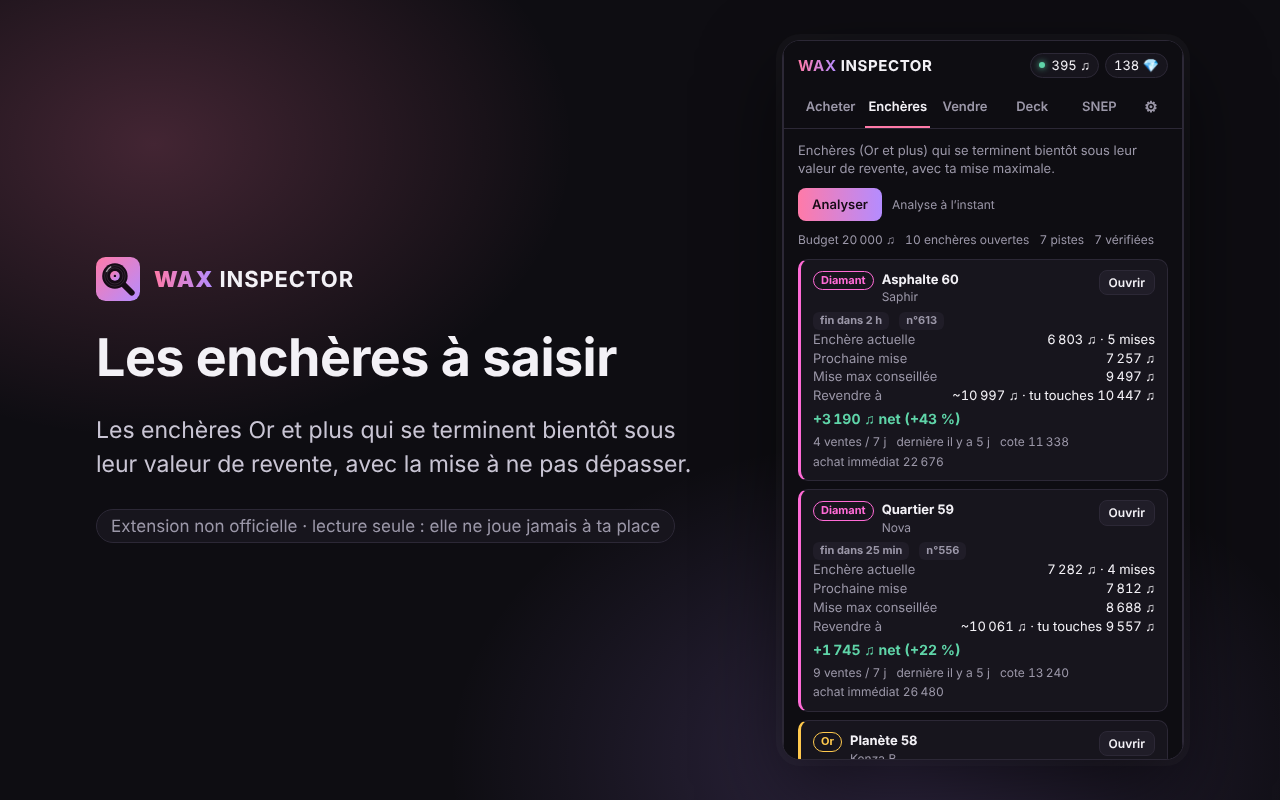 WAX INSPECTOR
Les enchères à saisir
Les enchères Or et plus qui se terminent bientôt sous
leur valeur de revente, avec la mise à ne pas dépasser.
Extension non officielle · lecture seule : elle ne joue jamais à ta place
WAX INSPECTOR
395 ♫
138 💎
Acheter Enchères Vendre Deck SNEP ⚙
Enchères (Or et plus) qui se terminent bientôt sous leur
valeur de revente, avec ta mise maximale.
Analyser Analyse à l’instant
Budget 20 000 ♫ 10 enchères ouvertes 7 pistes 7 vérifiées
Diamant Asphalte 60 Ouvrir
Saphir
fin dans 2 h n°613
Enchère actuelle 6 803 ♫ · 5 mises
Prochaine mise 7 257 ♫
Mise max conseillée 9 497 ♫
Revendre à ~10 997 ♫ · tu touches 10 447 ♫
+3 190 ♫ net (+43 %)
4 ventes / 7 j dernière il y a 5 j cote 11 338
achat immédiat 22 676
Diamant Quartier 59 Ouvrir
Nova
fin dans 25 min n°556
Enchère actuelle 7 282 ♫ · 4 mises
Prochaine mise 7 812 ♫
Mise max conseillée 8 688 ♫
Revendre à ~10 061 ♫ · tu touches 9 557 ♫
+1 745 ♫ net (+22 %)
9 ventes / 7 j dernière il y a 5 j cote 13 240
achat immédiat 26 480
Or Planète 58 Ouvrir